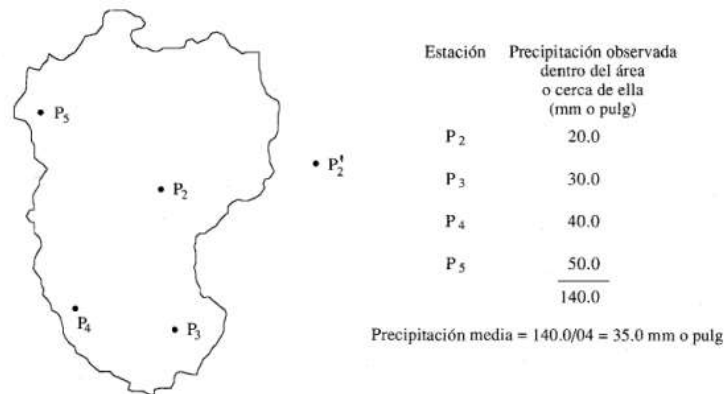 Estación Precipitación observada
dentro del área
o cerca de ella
(mm o pulg)
P5
P2'
P2
P4
P3
P2 20.0
P3 30.0
P4 40.0
P5 50.0
140.0
Precipitación media = 140.0/04 = 35.0 mm o pulg